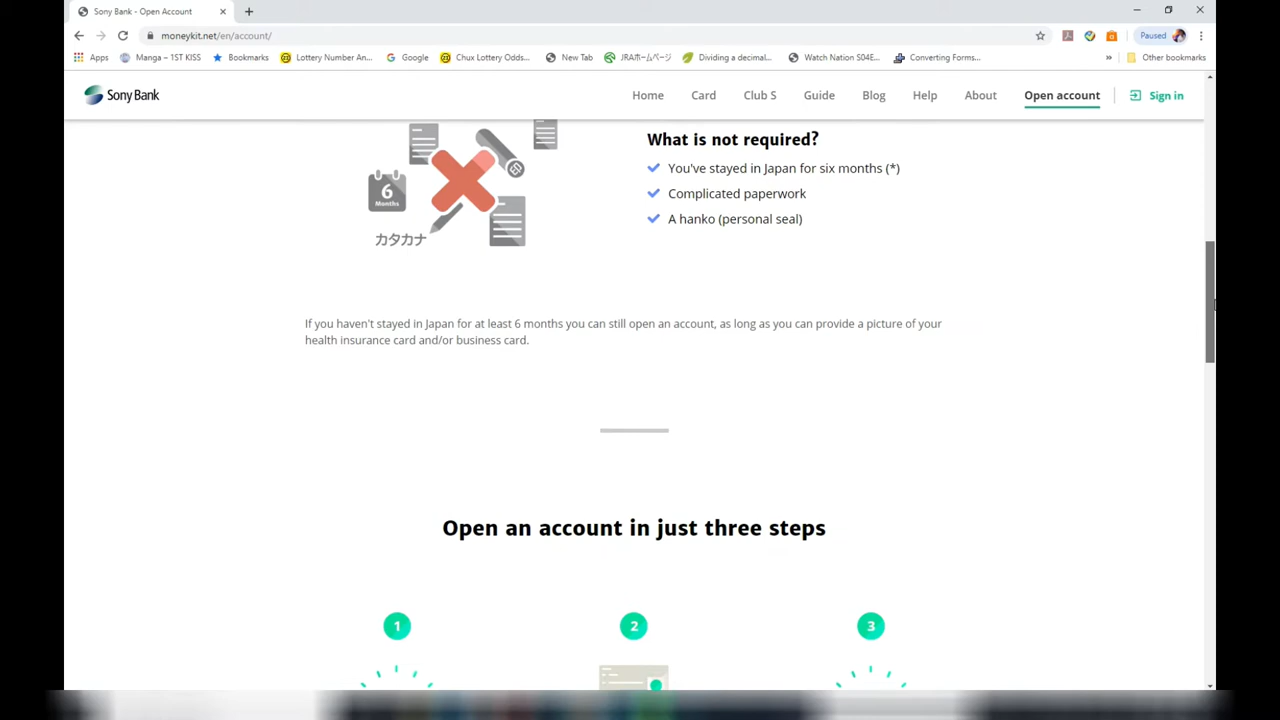 Sony Bank - Open Account
moneykit.net/en/account/
Paused
Apps
Manga – 1ST KISS
Bookmarks
Lottery Number An...
Google
Chux Lottery Odds...
New Tab
JRAホームページ
Dividing a decimal...
Watch Nation S04E...
Converting Forms...
Other bookmarks
Sony Bank
Home
Card
Club S
Guide
Blog
Help
About
Open account
Sign in
6
Months
カタカナ
What is not required?
You've stayed in Japan for six months (*)
Complicated paperwork
A hanko (personal seal)
If you haven't stayed in Japan for at least 6 months you can still open an account, as long as you can provide a picture of your
health insurance card and/or business card.
Open an account in just three steps
1
2
3